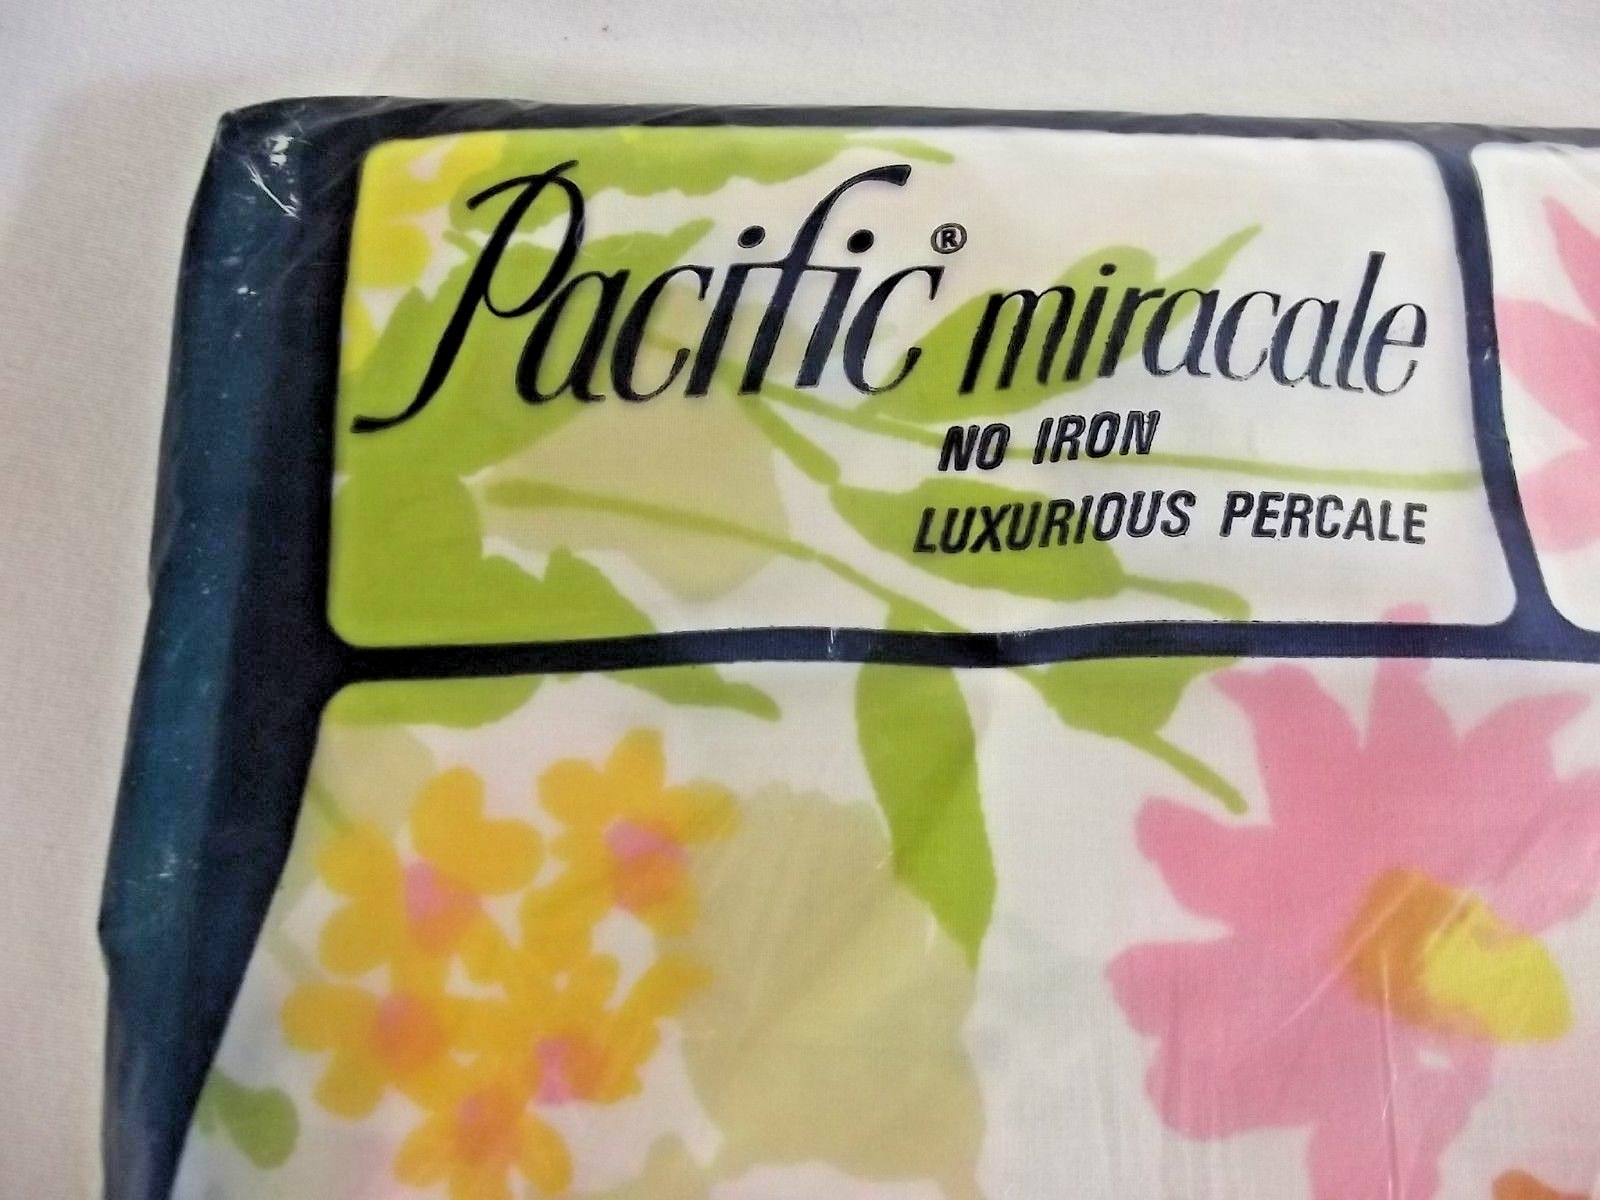 Pacific® miracale
NO IRON
LUXURIOUS PERCALE